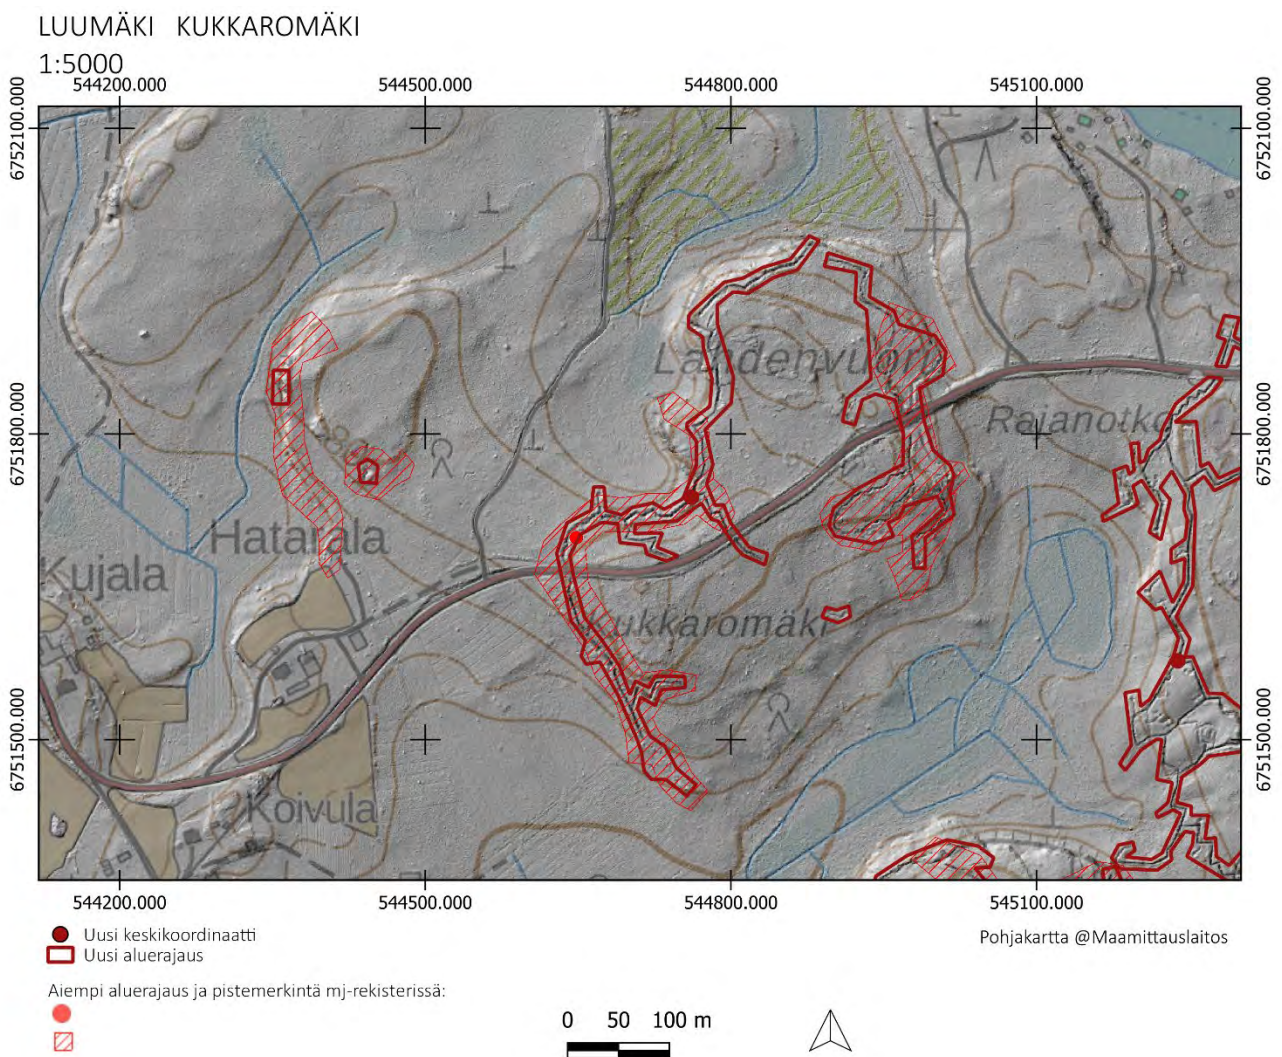 LUUMÄKI KUKKAROMÄKI
1:5000
544200.000 544500.000 544800.000 545100.000
6752100.000 6752100.000
Lahdenvuori
6751800.000 Rajanotko 6751800.000
Hatarala
Kujala
Kukkaromäki
6751500.000 6751500.000
Koivula
544200.000 544500.000 544800.000 545100.000
Uusi keskikoordinaatti
Uusi aluerajaus
Pohjakartta @Maamittauslaitos
Aiempi aluerajaus ja pistemerkintä mj-rekisterissä:
0 50 100 m